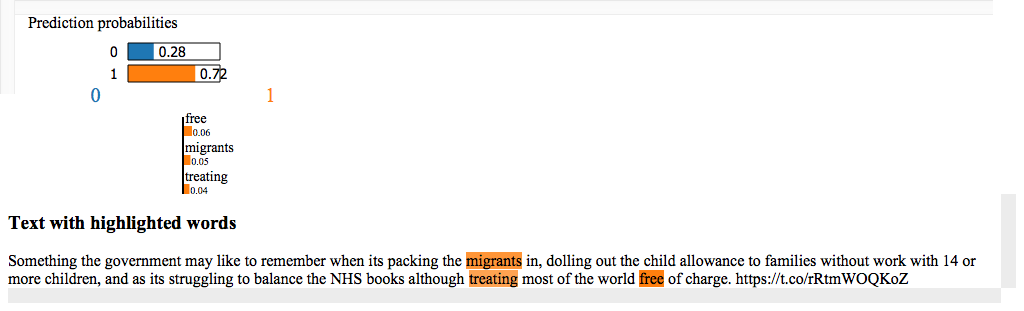 Prediction probabilities
0 0.28
1 0.72
0 1
free
0.06
migrants
0.05
treating
0.04
Text with highlighted words
Something the government may like to remember when its packing the migrants in, dolling out the child allowance to families without work with 14 or
more children, and as its struggling to balance the NHS books although treating most of the world free of charge. https://t.co/rRtmWOQKoZ